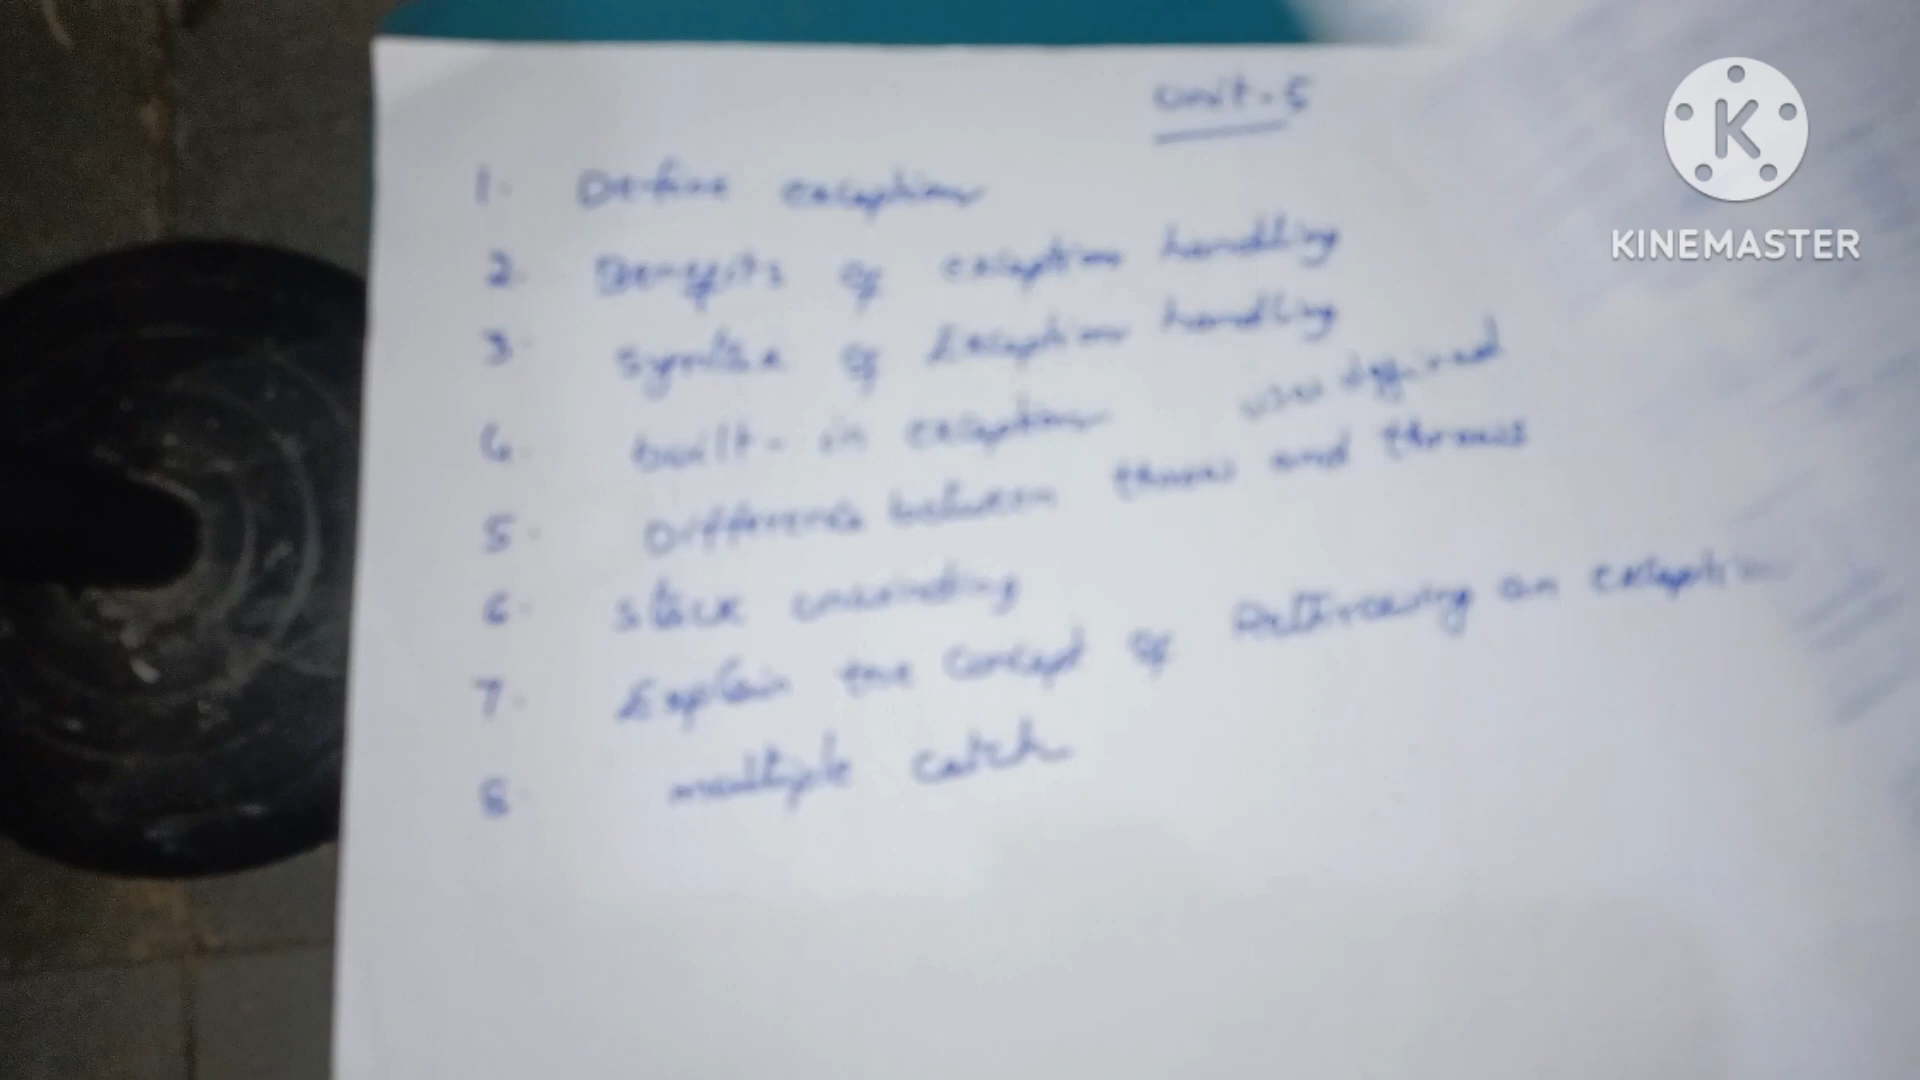 Unit-5
1. Define exception
2. Benefits of exception handling
3. Syntax of Exception handling
4. built-in exception user defined
5. Difference between throw and throws
6. Stack unwinding
7. Explain the concept of Rethrowing an exception
8. multiple catch
K
KINEMASTER